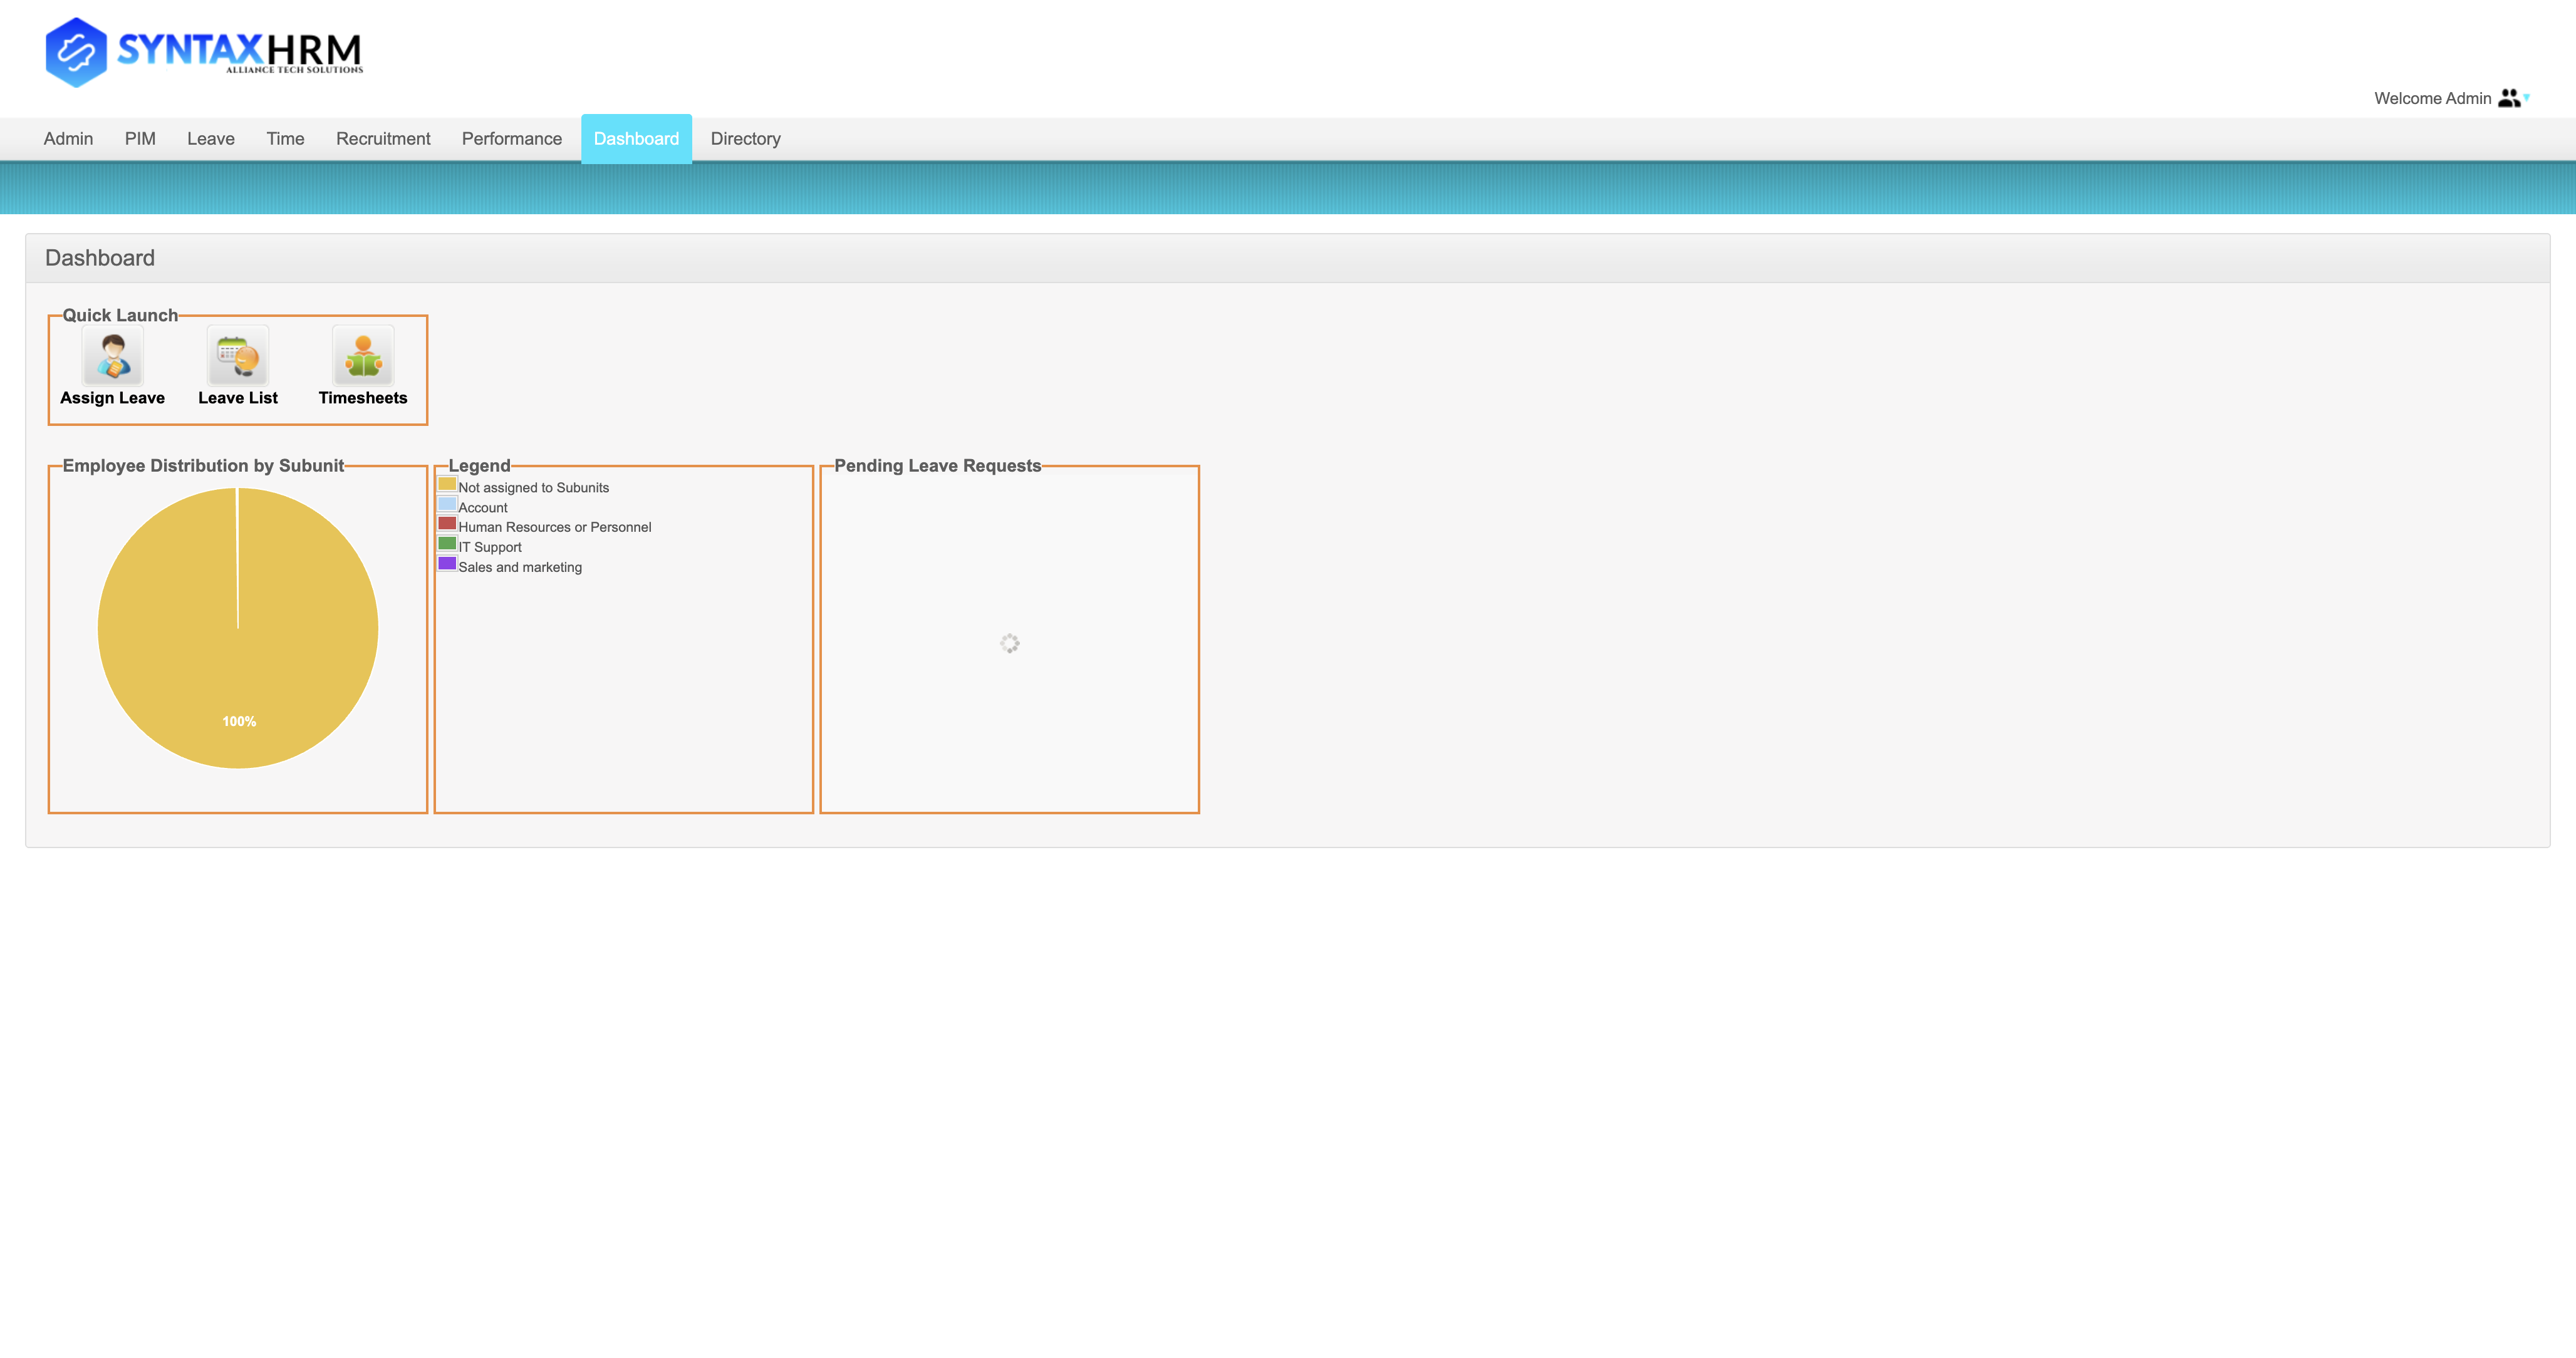 SYNTAXHRM
ALLIANCE TECH SOLUTIONS
Welcome Admin
Admin PIM Leave Time Recruitment Performance Dashboard Directory
Dashboard
Quick Launch
Assign Leave Leave List Timesheets
Employee Distribution by Subunit
100%
Legend
Not assigned to Subunits
Account
Human Resources or Personnel
IT Support
Sales and marketing
Pending Leave Requests